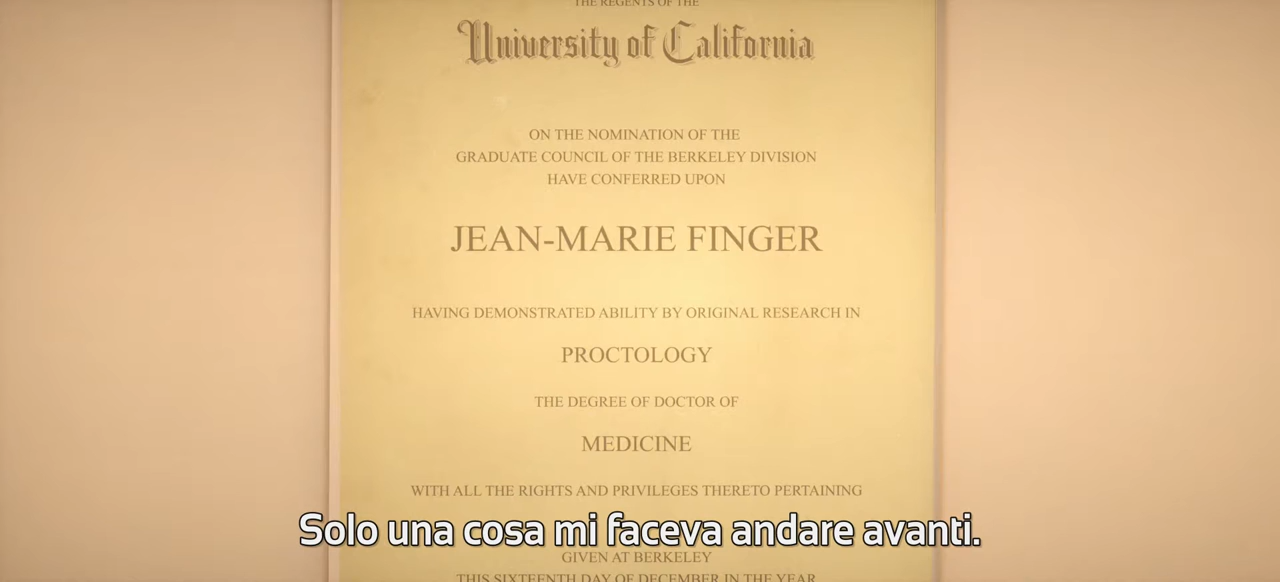 THE REGENTS OF THE
University of California
ON THE NOMINATION OF THE
GRADUATE COUNCIL OF THE BERKELEY DIVISION
HAVE CONFERRED UPON
JEAN-MARIE FINGER
HAVING DEMONSTRATED ABILITY BY ORIGINAL RESEARCH IN
PROCTOLOGY
THE DEGREE OF DOCTOR OF
MEDICINE
WITH ALL THE RIGHTS AND PRIVILEGES THERETO PERTAINING
Solo una cosa mi faceva andare avanti.
GIVEN AT BERKELEY
THIS SIXTEENTH DAY OF DECEMBER IN THE YEAR